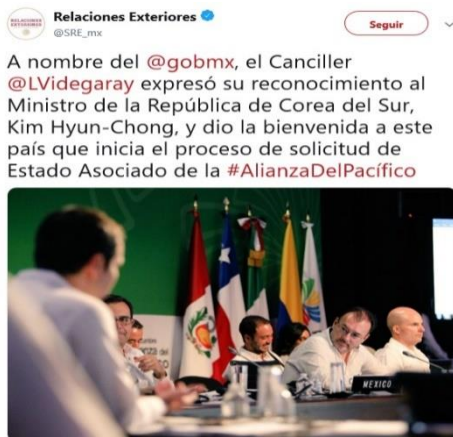 Relaciones Exteriores
@SRE_mx
Seguir
A nombre del @gobmx, el Canciller
@LVidegaray expresó su reconocimiento al
Ministro de la República de Corea del Sur,
Kim Hyun-Chong, y dio la bienvenida a este
país que inicia el proceso de solicitud de
Estado Asociado de la #AlianzaDelPacífico
MEXICO